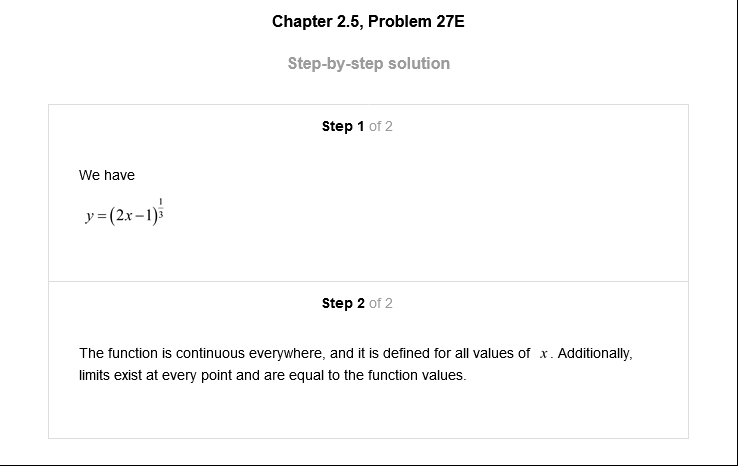 Chapter 2.5, Problem 27E
Step-by-step solution
Step 1 of 2
We have
y = (2x−1)^(1/3)
Step 2 of 2
The function is continuous everywhere, and it is defined for all values of x. Additionally,
limits exist at every point and are equal to the function values.